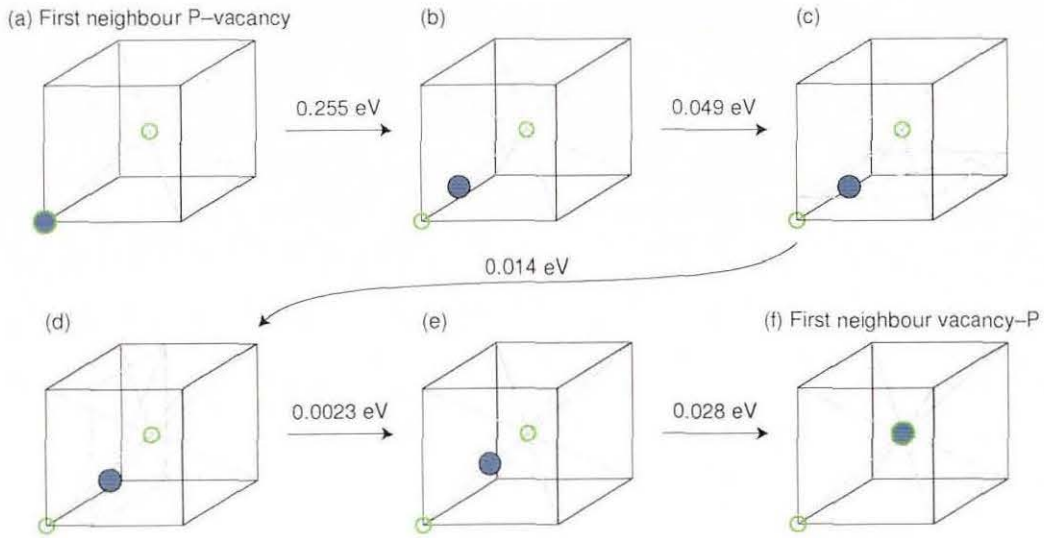 (a) First neighbour P–vacancy
(b)
(c)
0.255 eV
0.049 eV
0.014 eV
(d)
(e)
(f) First neighbour vacancy–P
0.0023 eV
0.028 eV